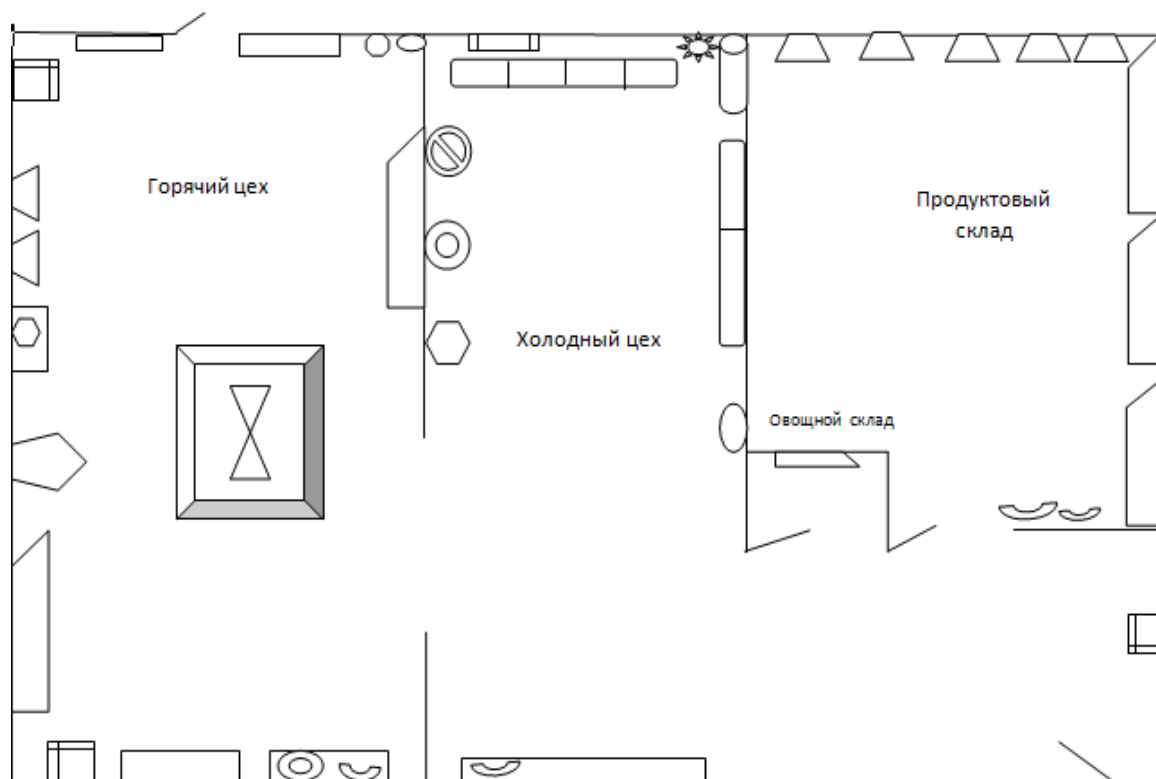 Горячий цех
Продуктовый
склад
Холодный цех
Овощной склад